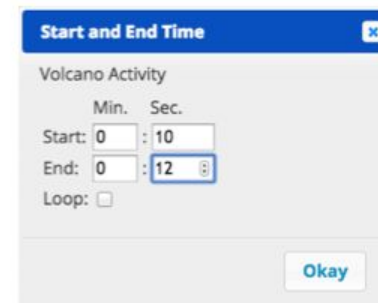 Start and End Time
Volcano Activity
Min. Sec.
Start: 0 : 10
End: 0 : 12
Loop:
Okay